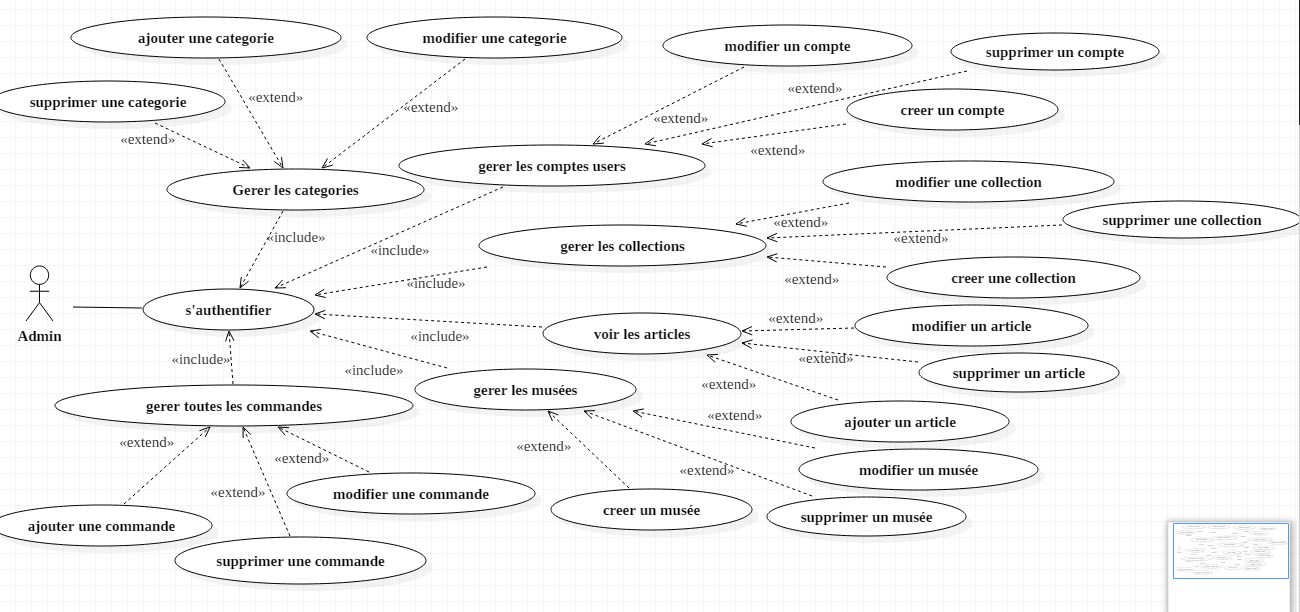 ajouter une categorie
modifier une categorie
modifier un compte
supprimer un compte
supprimer une categorie
«extend»
«extend»
«extend»
creer un compte
«extend»
«extend»
«extend»
gerer les comptes users
Gerer les categories
modifier une collection
«extend»
supprimer une collection
«include»
«include»
gerer les collections
«extend»
«extend»
creer une collection
«include»
s'authentifier
Admin
«include»
voir les articles
«extend»
modifier un article
«include»
«include»
«extend»
supprimer un article
gerer les musées
«extend»
gerer toutes les commandes
«extend»
ajouter un article
«extend»
«extend»
«extend»
«extend»
modifier un musée
«extend»
modifier une commande
creer un musée
supprimer un musée
ajouter une commande
supprimer une commande